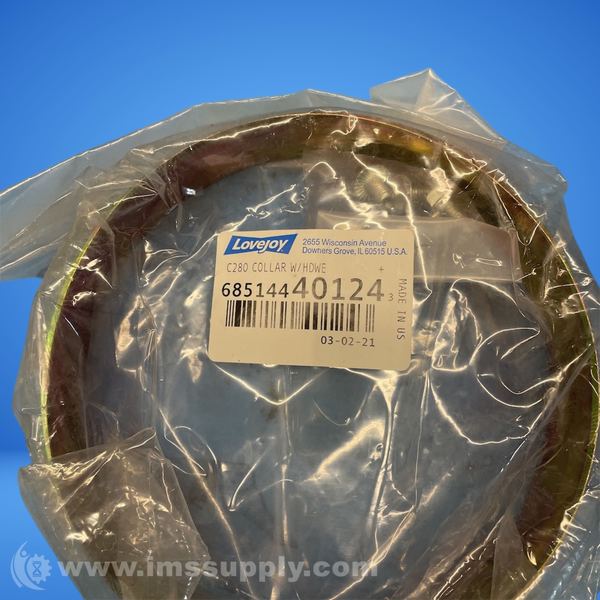 Lovejoy
2655 Wisconsin Avenue
Downers Grove, IL 60515 U.S.A.
C280 COLLAR W/HDWE +
685144401243
03-02-21
MADE IN US
www.imssupply.com